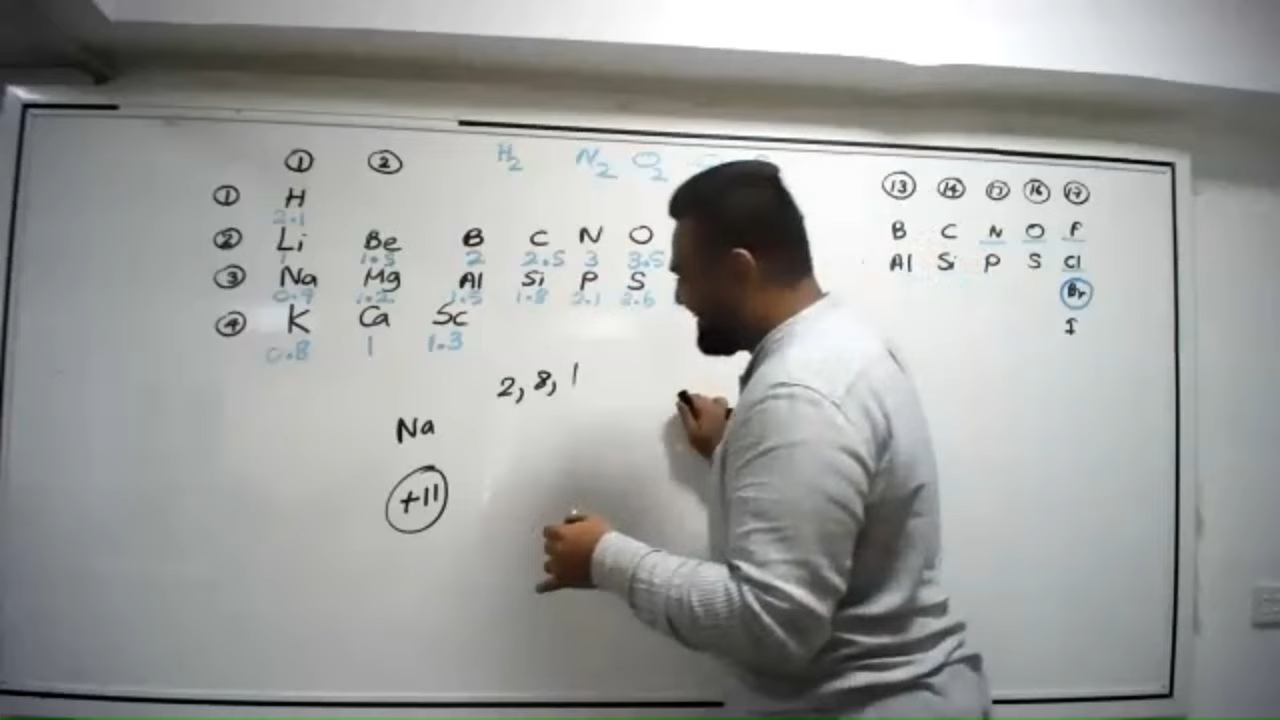 ① ②
H₂ N₂ O₂
① H
2.1
② Li Be B C N O
1 1.5 2 2.5 3 3.5
③ Na Mg Al Si P S
0.9 1.2 1.5 1.8 2.1 2.6
④ K Ca Sc
0.8 1 1.3
2, 8, 1
Na
+11
⑬ ⑭ ⑯ ⑰
B C N O F
Al Si P S Cl
Br
I